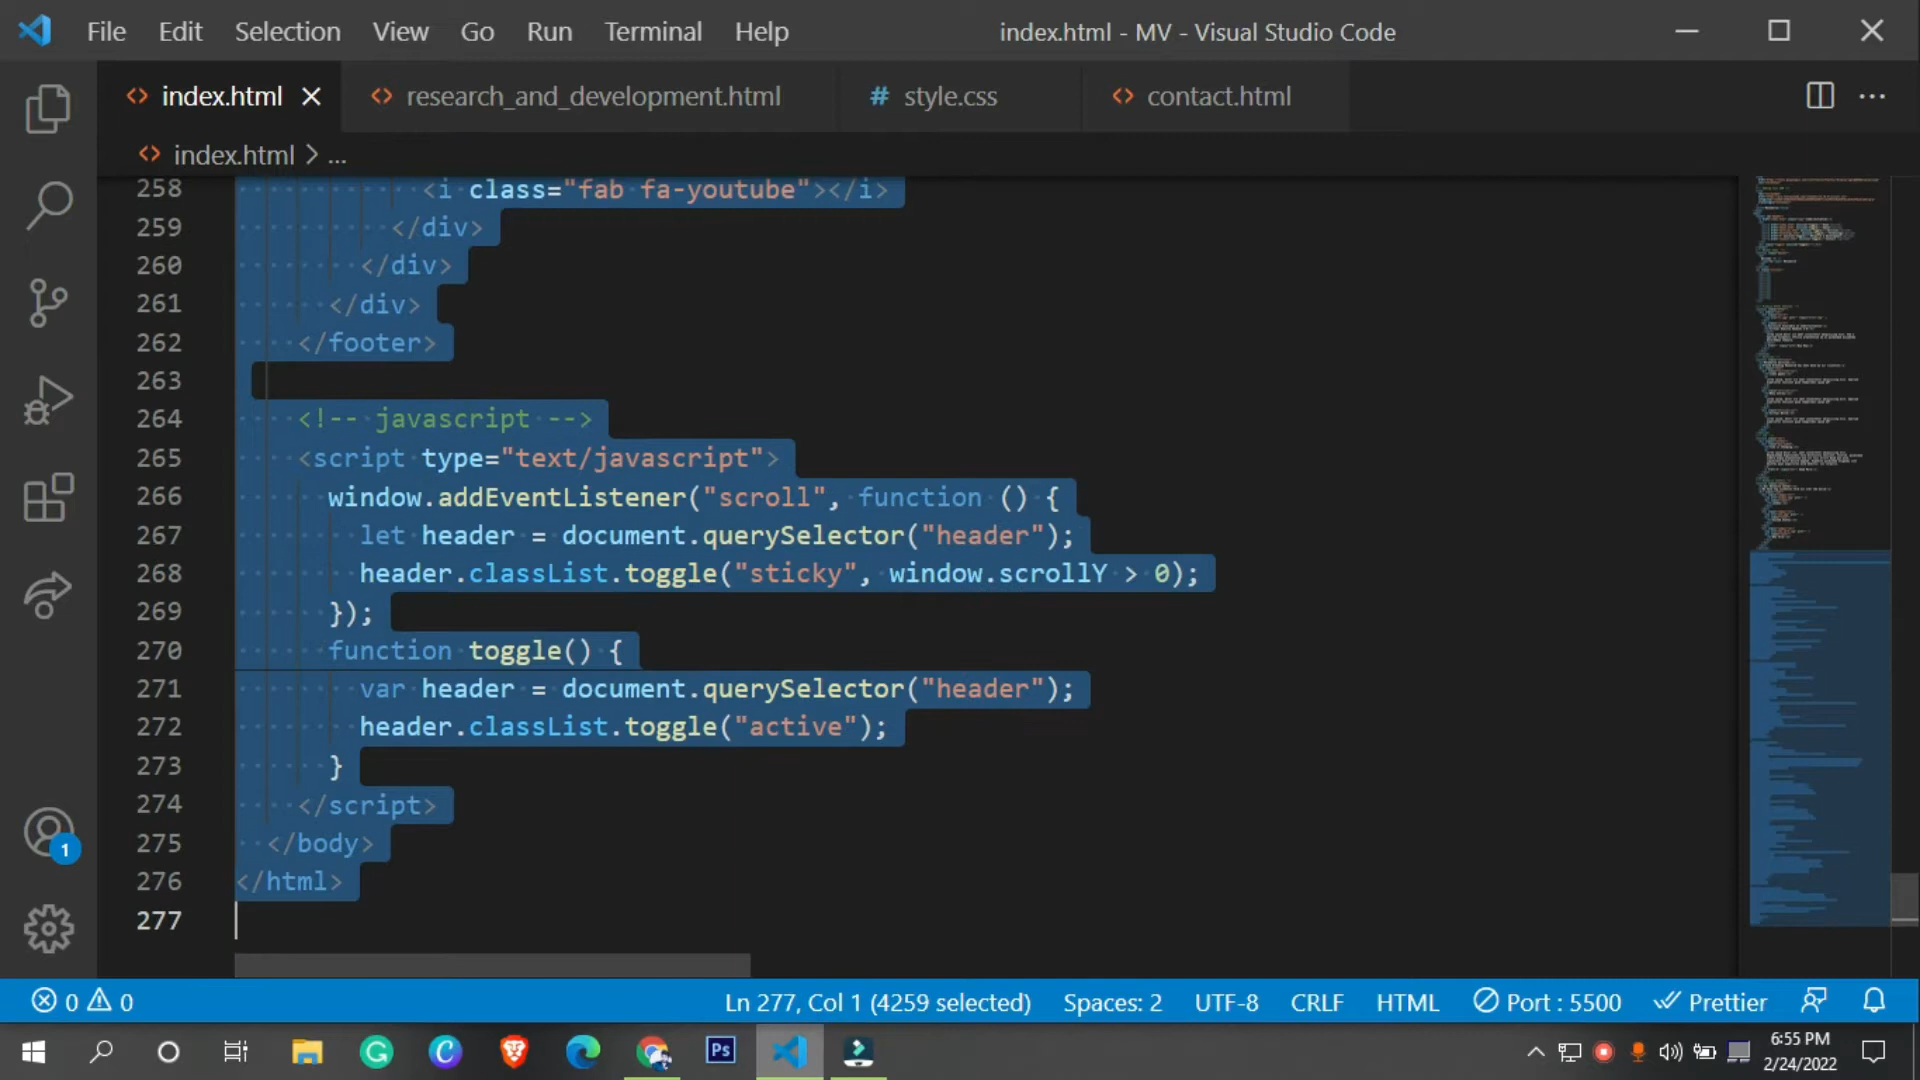 File Edit Selection View Go Run Terminal Help index.html - MV - Visual Studio Code
index.html research_and_development.html style.css contact.html
index.html > ...
258 <i class="fab fa-youtube"></i>
259 </div>
260 </div>
261 </div>
262 </footer>
263
264 <!-- javascript -->
265 <script type="text/javascript">
266 window.addEventListener("scroll", function () {
267 let header = document.querySelector("header");
268 header.classList.toggle("sticky", window.scrollY > 0);
269 });
270 function toggle() {
271 var header = document.querySelector("header");
272 header.classList.toggle("active");
273 }
274 </script>
275 </body>
276 </html>
277
1
0 0 Ln 277, Col 1 (4259 selected) Spaces: 2 UTF-8 CRLF HTML Port : 5500 Prettier
Ps
6:55 PM
2/24/2022